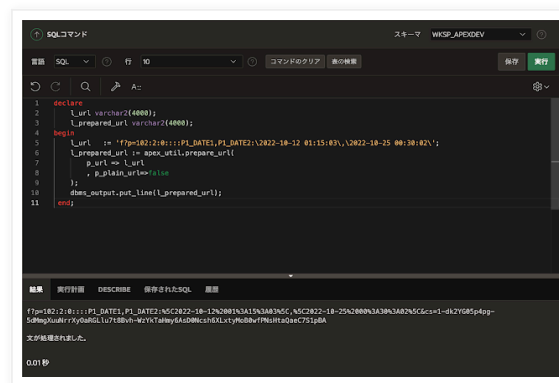 SQLコマンド
スキーマ WKSP_APEXDEV
言語 SQL 行 10 コマンドのクリア 表の検索 保存 実行
A::
1 declare
2 l_url varchar2(4000);
3 l_prepared_url varchar2(4000);
4 begin
5 l_url := 'f?p=102:2:0::::P1_DATE1,P1_DATE2:\2022-10-12 01:15:03\,\2022-10-25 00:30:02\';
6 l_prepared_url := apex_util.prepare_url(
7 p_url => l_url
8 , p_plain_url=>false
9 );
10 dbms_output.put_line(l_prepared_url);
11 end;
結果 実行計画 DESCRIBE 保存されたSQL 履歴
f?p=102:2:0::::P1_DATE1,P1_DATE2:%5C2022-10-12%2001%3A15%3A03%5C,%5C2022-10-25%2000%3A30%3A02%5C&cs=1-dk2YG05p4pg-
5dMmgXuuNrrXyOaRGLlu7t8Bvh-WzYkTaHmy6AsD0Ncsh6XLxtyMoB0wfPNsHtaQaeC7S1pBA
文が処理されました。
0.01秒